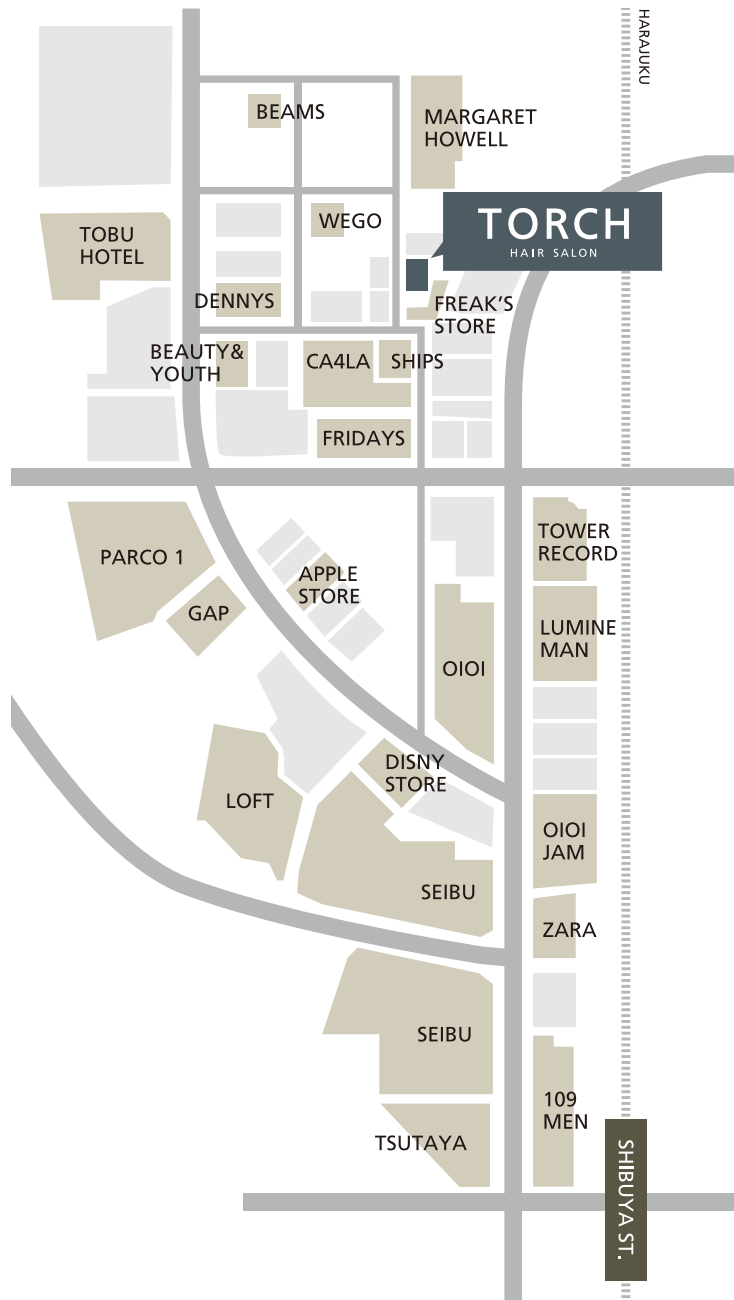 HARAJUKU
BEAMS
MARGARET
HOWELL
TORCH
HAIR SALON
WEGO
TOBU
HOTEL
DENNYS
FREAK'S
STORE
BEAUTY&
YOUTH
CA4LA
SHIPS
FRIDAYS
PARCO 1
TOWER
RECORD
APPLE
STORE
GAP
LUMINE
MAN
OIOI
DISNY
STORE
LOFT
OIOI
JAM
SEIBU
ZARA
SEIBU
109
MEN
TSUTAYA
SHIBUYA ST.